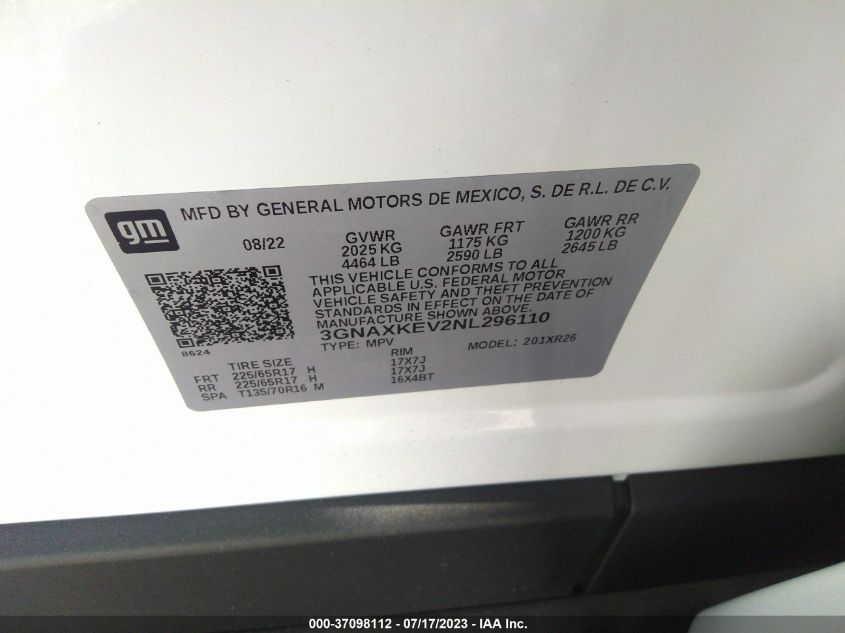 gm
MFD BY GENERAL MOTORS DE MEXICO, S. DE R.L. DE C.V.
08/22 GVWR GAWR FRT GAWR RR
2025 KG 1175 KG 1200 KG
4464 LB 2590 LB 2645 LB
THIS VEHICLE CONFORMS TO ALL
APPLICABLE U.S. FEDERAL MOTOR
VEHICLE SAFETY AND THEFT PREVENTION
STANDARDS IN EFFECT ON THE DATE OF
MANUFACTURE SHOWN ABOVE.
3GNAXKEV2NL296110
8624
TYPE: MPV MODEL: 201XR26
TIRE SIZE RIM
FRT 225/65R17 H 17X7J
RR 225/65R17 H 17X7J
SPA T135/70R16 M 16X4BT
000-37098112 - 07/17/2023 - IAA Inc.